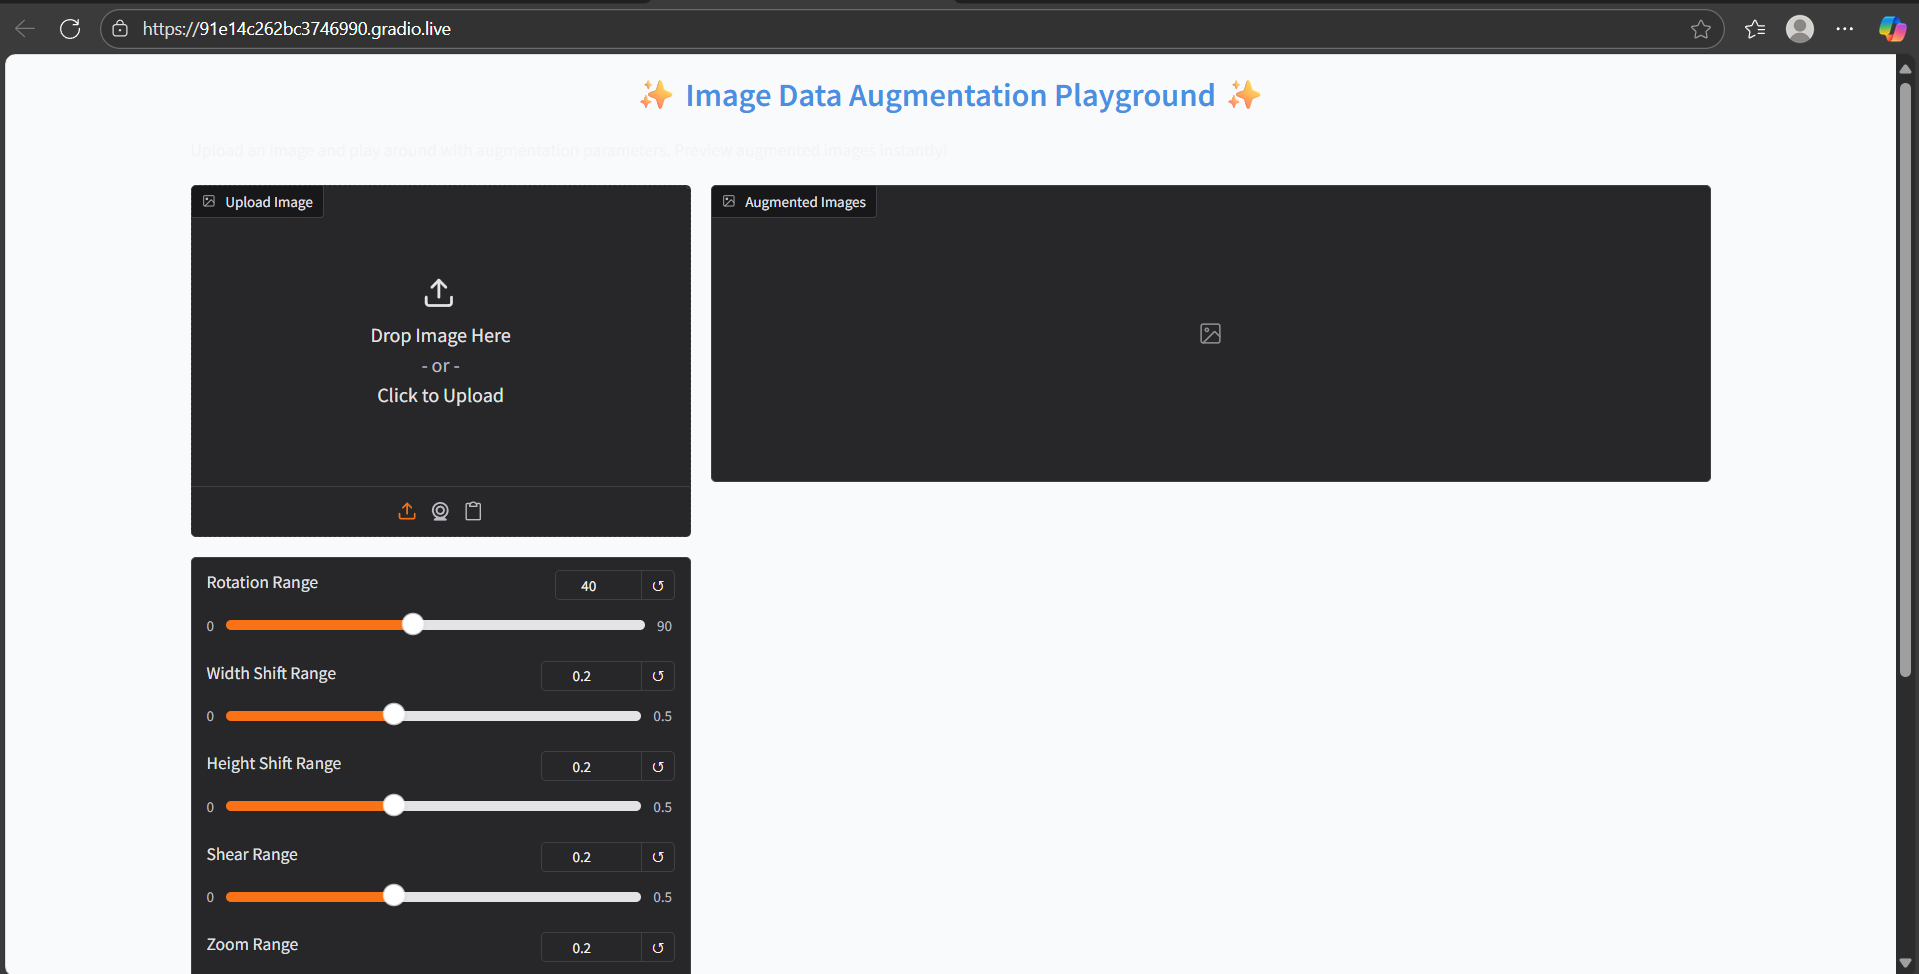 https://91e14c262bc3746990.gradio.live
✨ Image Data Augmentation Playground ✨
Upload an image and play around with augmentation parameters. Preview augmented images instantly!
Upload Image
Drop Image Here
- or -
Click to Upload
Augmented Images
Rotation Range
40
0
90
Width Shift Range
0.2
0
0.5
Height Shift Range
0.2
0
0.5
Shear Range
0.2
0
0.5
Zoom Range
0.2